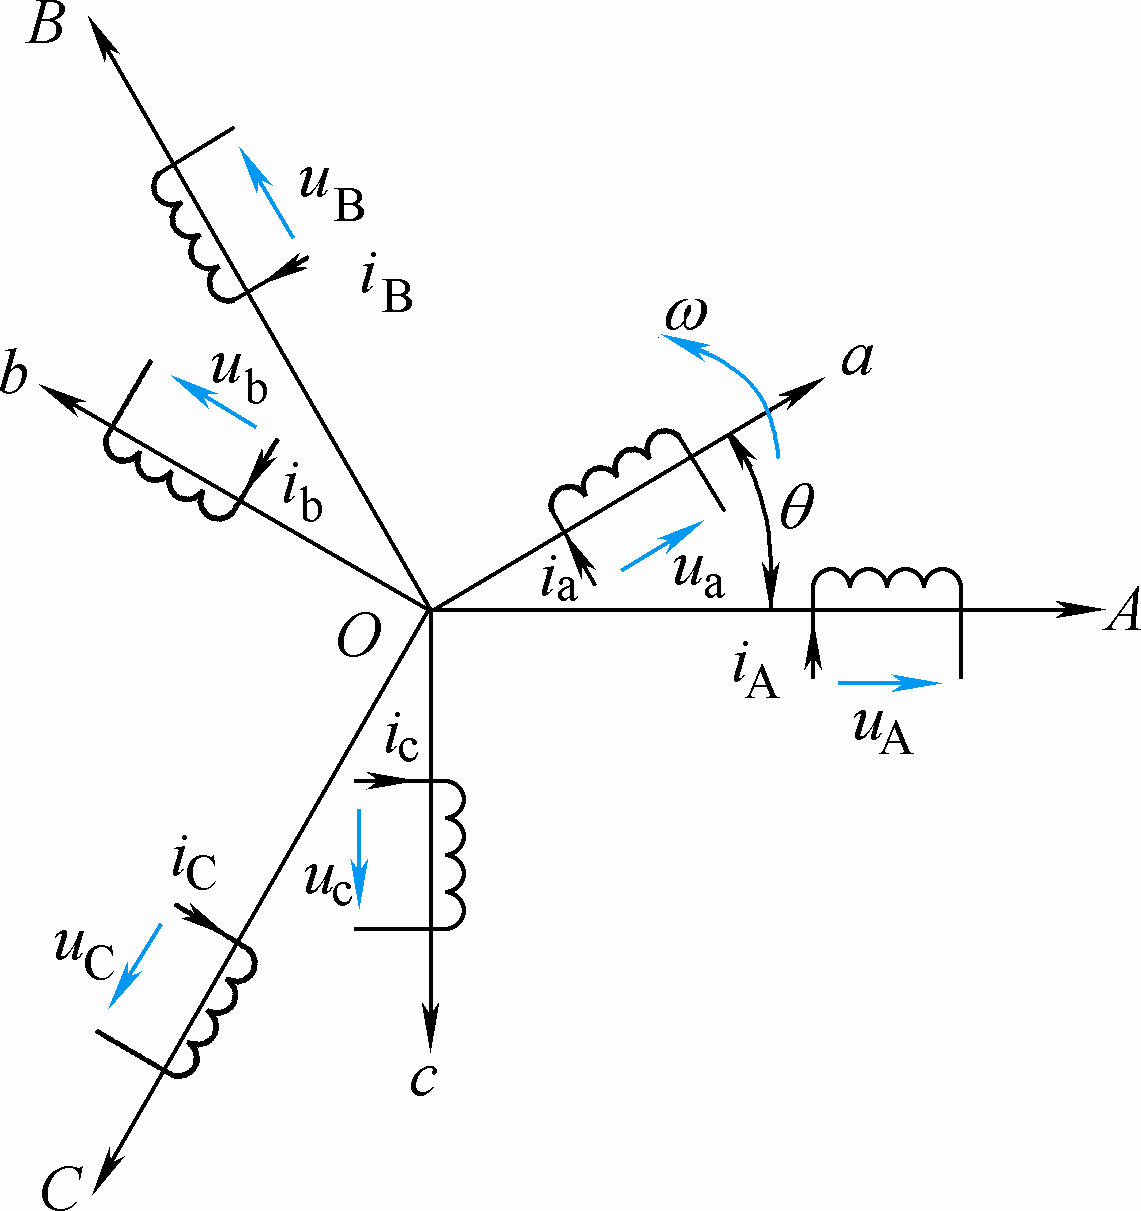 B
u_B
i_B
ω
b
u_b
a
i_b
θ
i_a
u_a
O
A
i_A
u_A
i_c
i_C
u_c
u_C
c
C